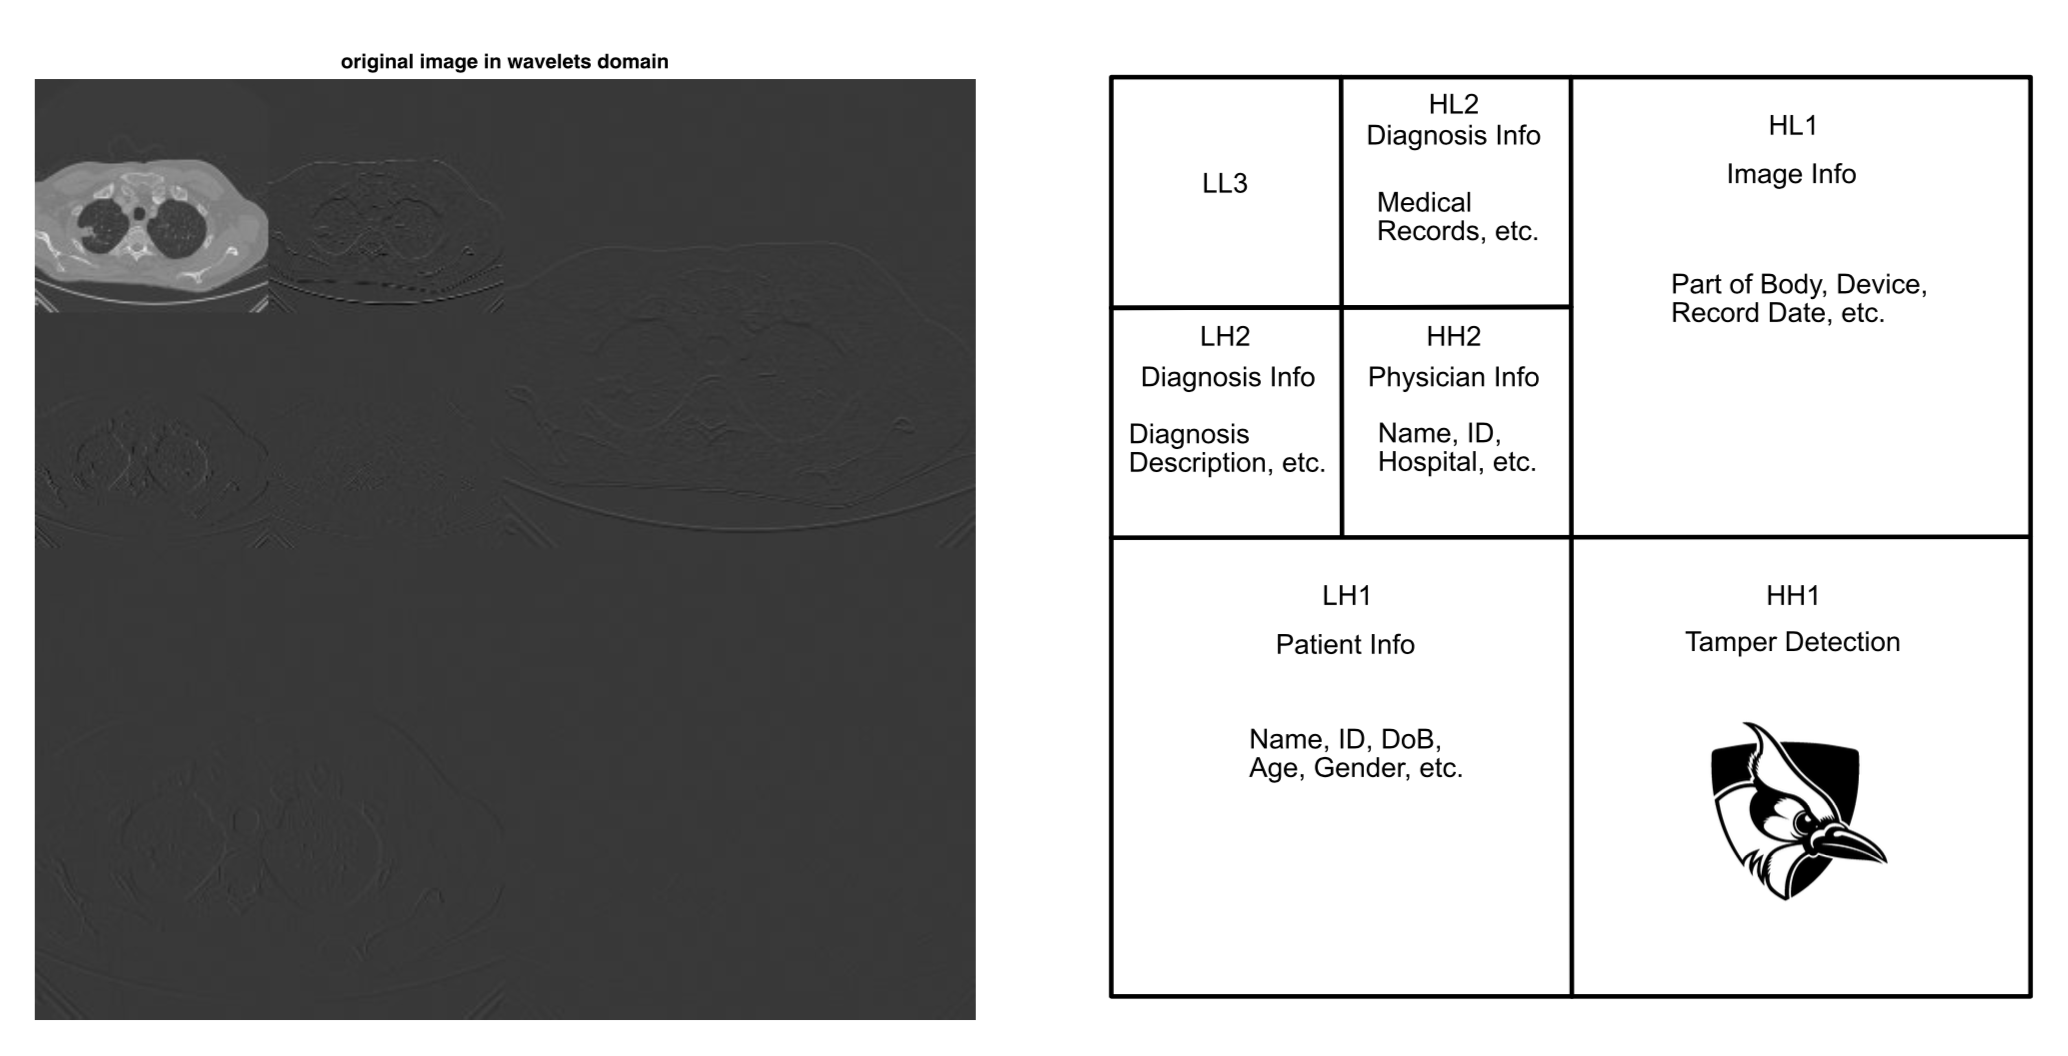 original image in wavelets domain
LL3
HL2
Diagnosis Info
Medical
Records, etc.
HL1
Image Info
Part of Body, Device,
Record Date, etc.
LH2
Diagnosis Info
Diagnosis
Description, etc.
HH2
Physician Info
Name, ID,
Hospital, etc.
LH1
Patient Info
Name, ID, DoB,
Age, Gender, etc.
HH1
Tamper Detection